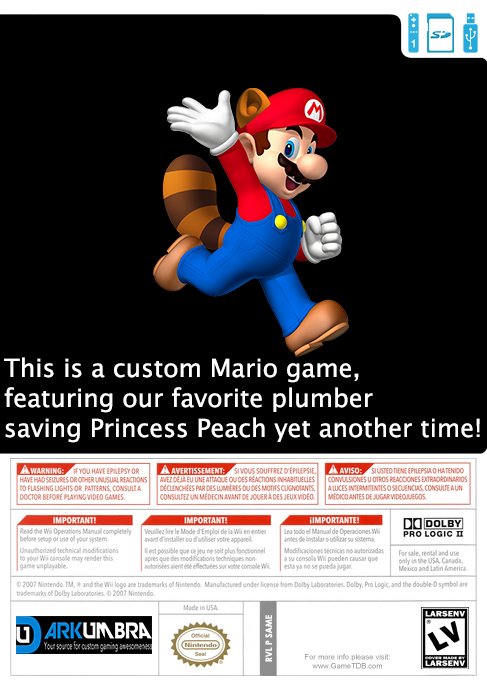 M
1
SD
This is a custom Mario game,
featuring our favorite plumber
saving Princess Peach yet another time!
WARNING: IF YOU HAVE EPILEPSY OR
HAVE HAD SEIZURES OR OTHER UNUSUAL REACTIONS
TO FLASHING LIGHTS OR PATTERNS, CONSULT A
DOCTOR BEFORE PLAYING VIDEO GAMES.
AVERTISSEMENT: SI VOUS SOUFFREZ D'ÉPILEPSIE,
AVEZ DÉJÀ EU UNE ATTAQUE OU DES RÉACTIONS INHABITUELLES
DÉCLENCHÉES PAR DES LUMIÈRES OU DES MOTIFS CLIGNOTANTS,
CONSULTEZ UN MÉDECIN AVANT DE JOUER À DES JEUX VIDÉO.
AVISO: SI USTED TIENE EPILEPSIA O HA TENIDO
CONVULSIONES U OTROS REACCIONES EXTRAORDINARIOS
A LUCES INTERMITENTES O SECUENCIAS, CONSULTE A UN
MÉDICO ANTES DE JUGAR VIDEOJUEGOS.
IMPORTANT!
Read the Wii Operations Manual completely
before setup or use of your system.
Unauthorized technical modifications
to your Wii console may render this
game unplayable.
IMPORTANT!
Veuillez lire le Mode d'Emploi de la Wii en entier
avant d'installer ou d'utiliser votre appareil.
Il est possible que ce jeu ne soit plus fonctionnel
après que des modifications techniques non-
autorisées aient été effectuées sur votre console Wii.
¡IMPORTANTE!
Lea todo el Manual de Operaciones Wii
antes de instalar o utilizar su sistema.
Modificaciones técnicas no autorizadas
a su consola Wii pueden causar que
esta ya no se pueda jugar.
DOLBY
PRO LOGIC II
For sale, rental and use
only in the USA, Canada,
Mexico and Latin America.
© 2007 Nintendo. TM, ® and the Wii logo are trademarks of Nintendo. Manufactured under license from Dolby Laboratories. Dolby, Pro Logic, and the double-D symbol are
trademarks of Dolby Laboratories. © 2007 Nintendo.
Made in USA
DARKUMBRA
Your source for custom gaming awesomeness
Official
Nintendo
Seal
RVL P SAME
For more info please visit:
www.GameTDB.com
LARSENV
LV
COVER MADE BY
LARSENV